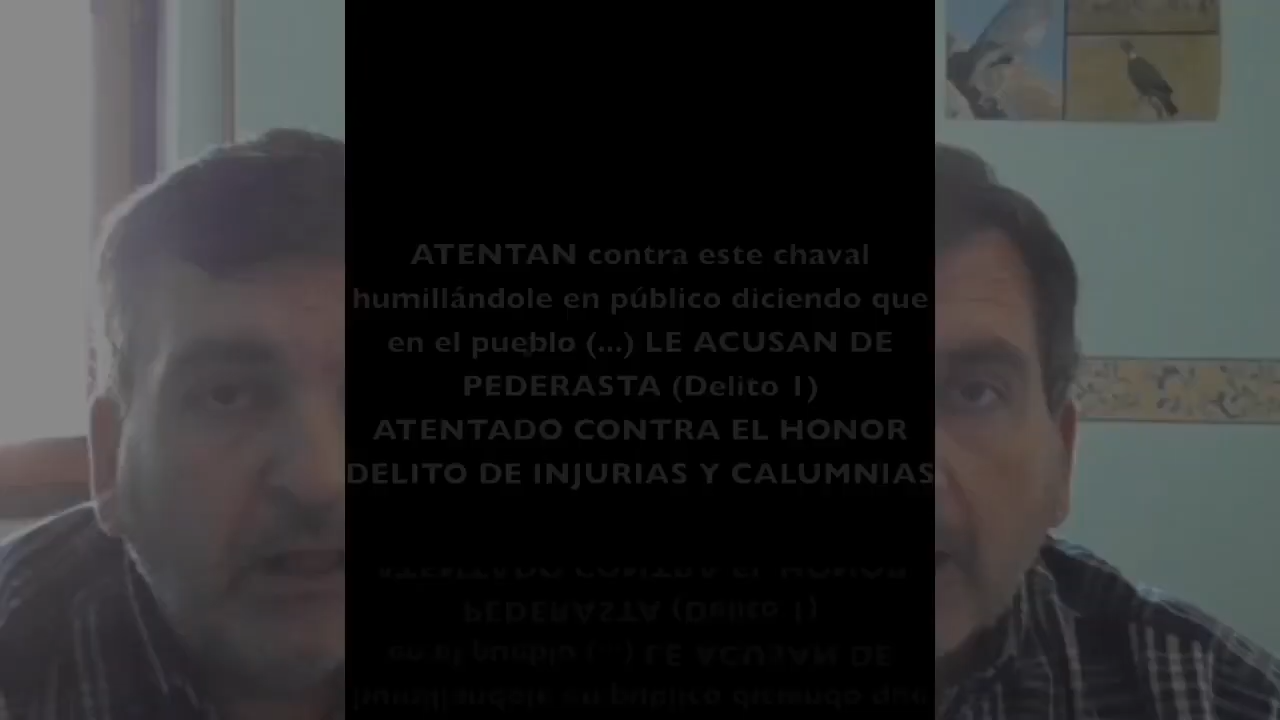 ATENTAN contra este chaval
humillándole en público diciendo que
en el pueblo (...) LE ACUSAN DE
PEDERASTA (Delito 1)
ATENTADO CONTRA EL HONOR
DELITO DE INJURIAS Y CALUMNIAS